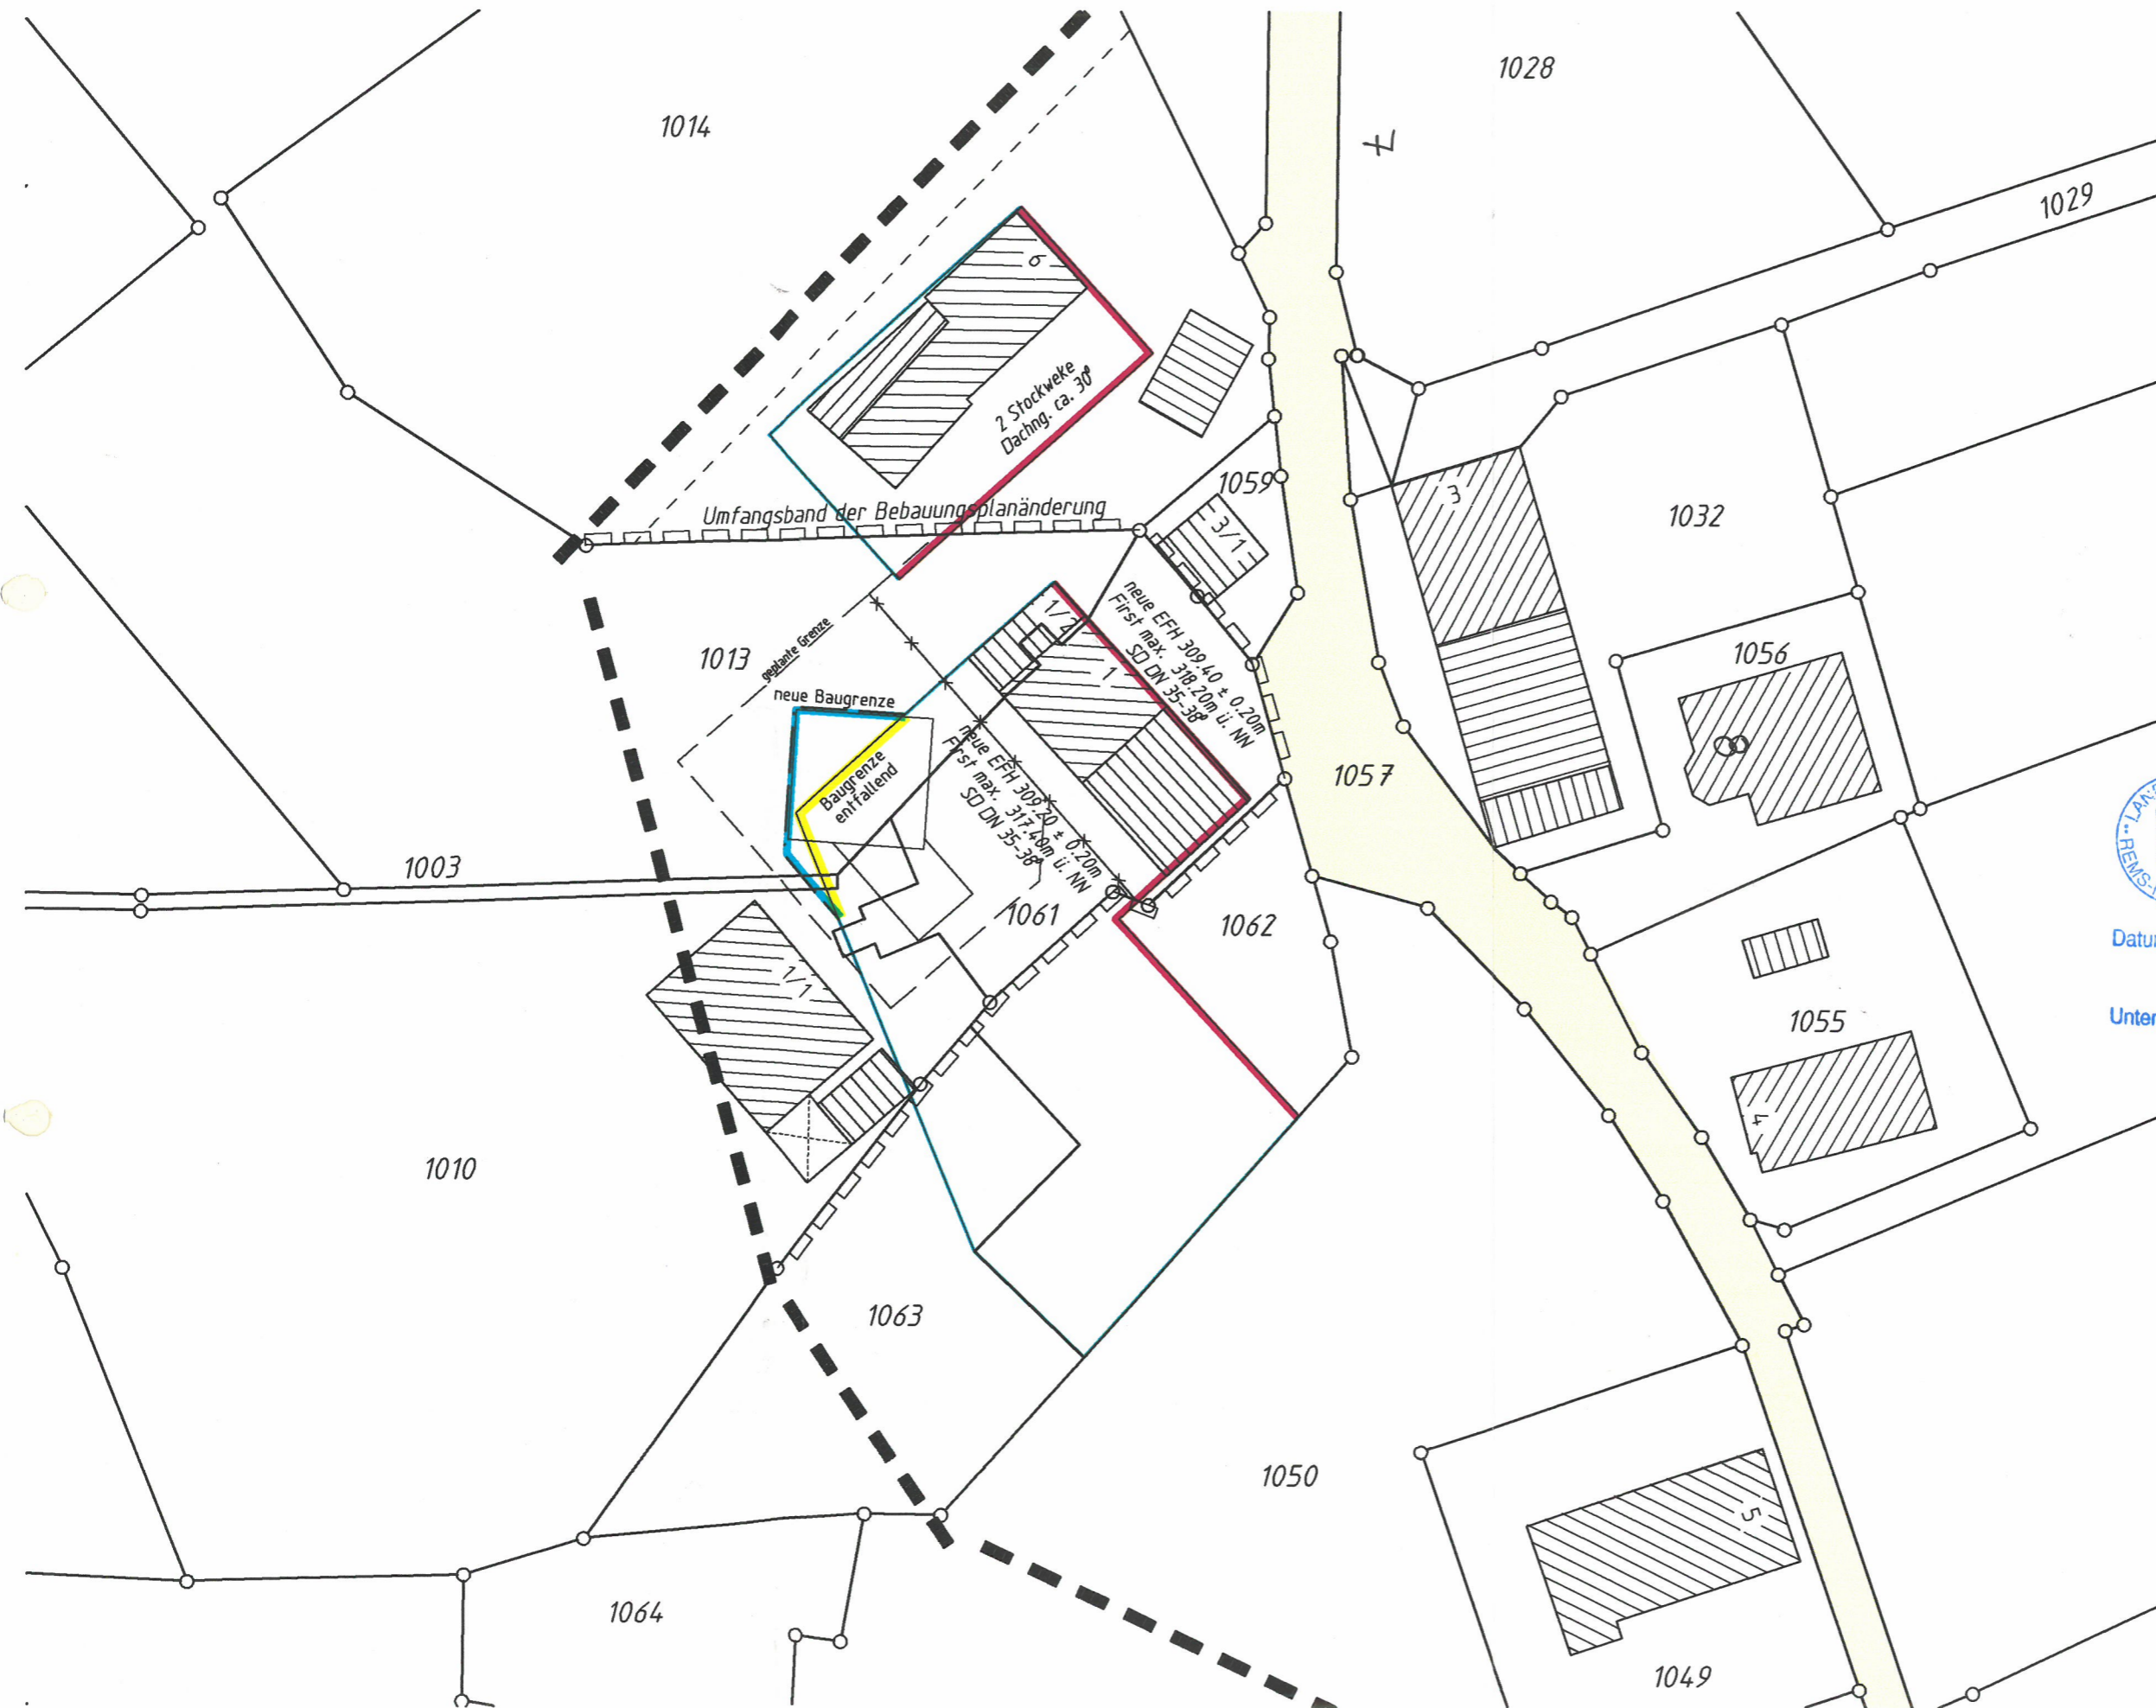 1028
1014
1029
6
2 Stockweke
Dachng. ca. 30°
1059
Umfangsband der Bebauungsplanänderung
3
3/1
1032
neue EFH 309.40 ± 0.20m
First max. 318.20m ü. NN
SD DN 35-38°
1/2
1013
geplante Grenze
1056
1
neue Baugrenze
neue EFH 309.20 ± 0.20m
First max. 317.40m ü. NN
SD DN 35-38°
Baugrenze
entfallend
1057
1003
1061
1062
1/1
REMS-
Datu
Unter
1055
4
1010
1063
1050
5
1064
1049